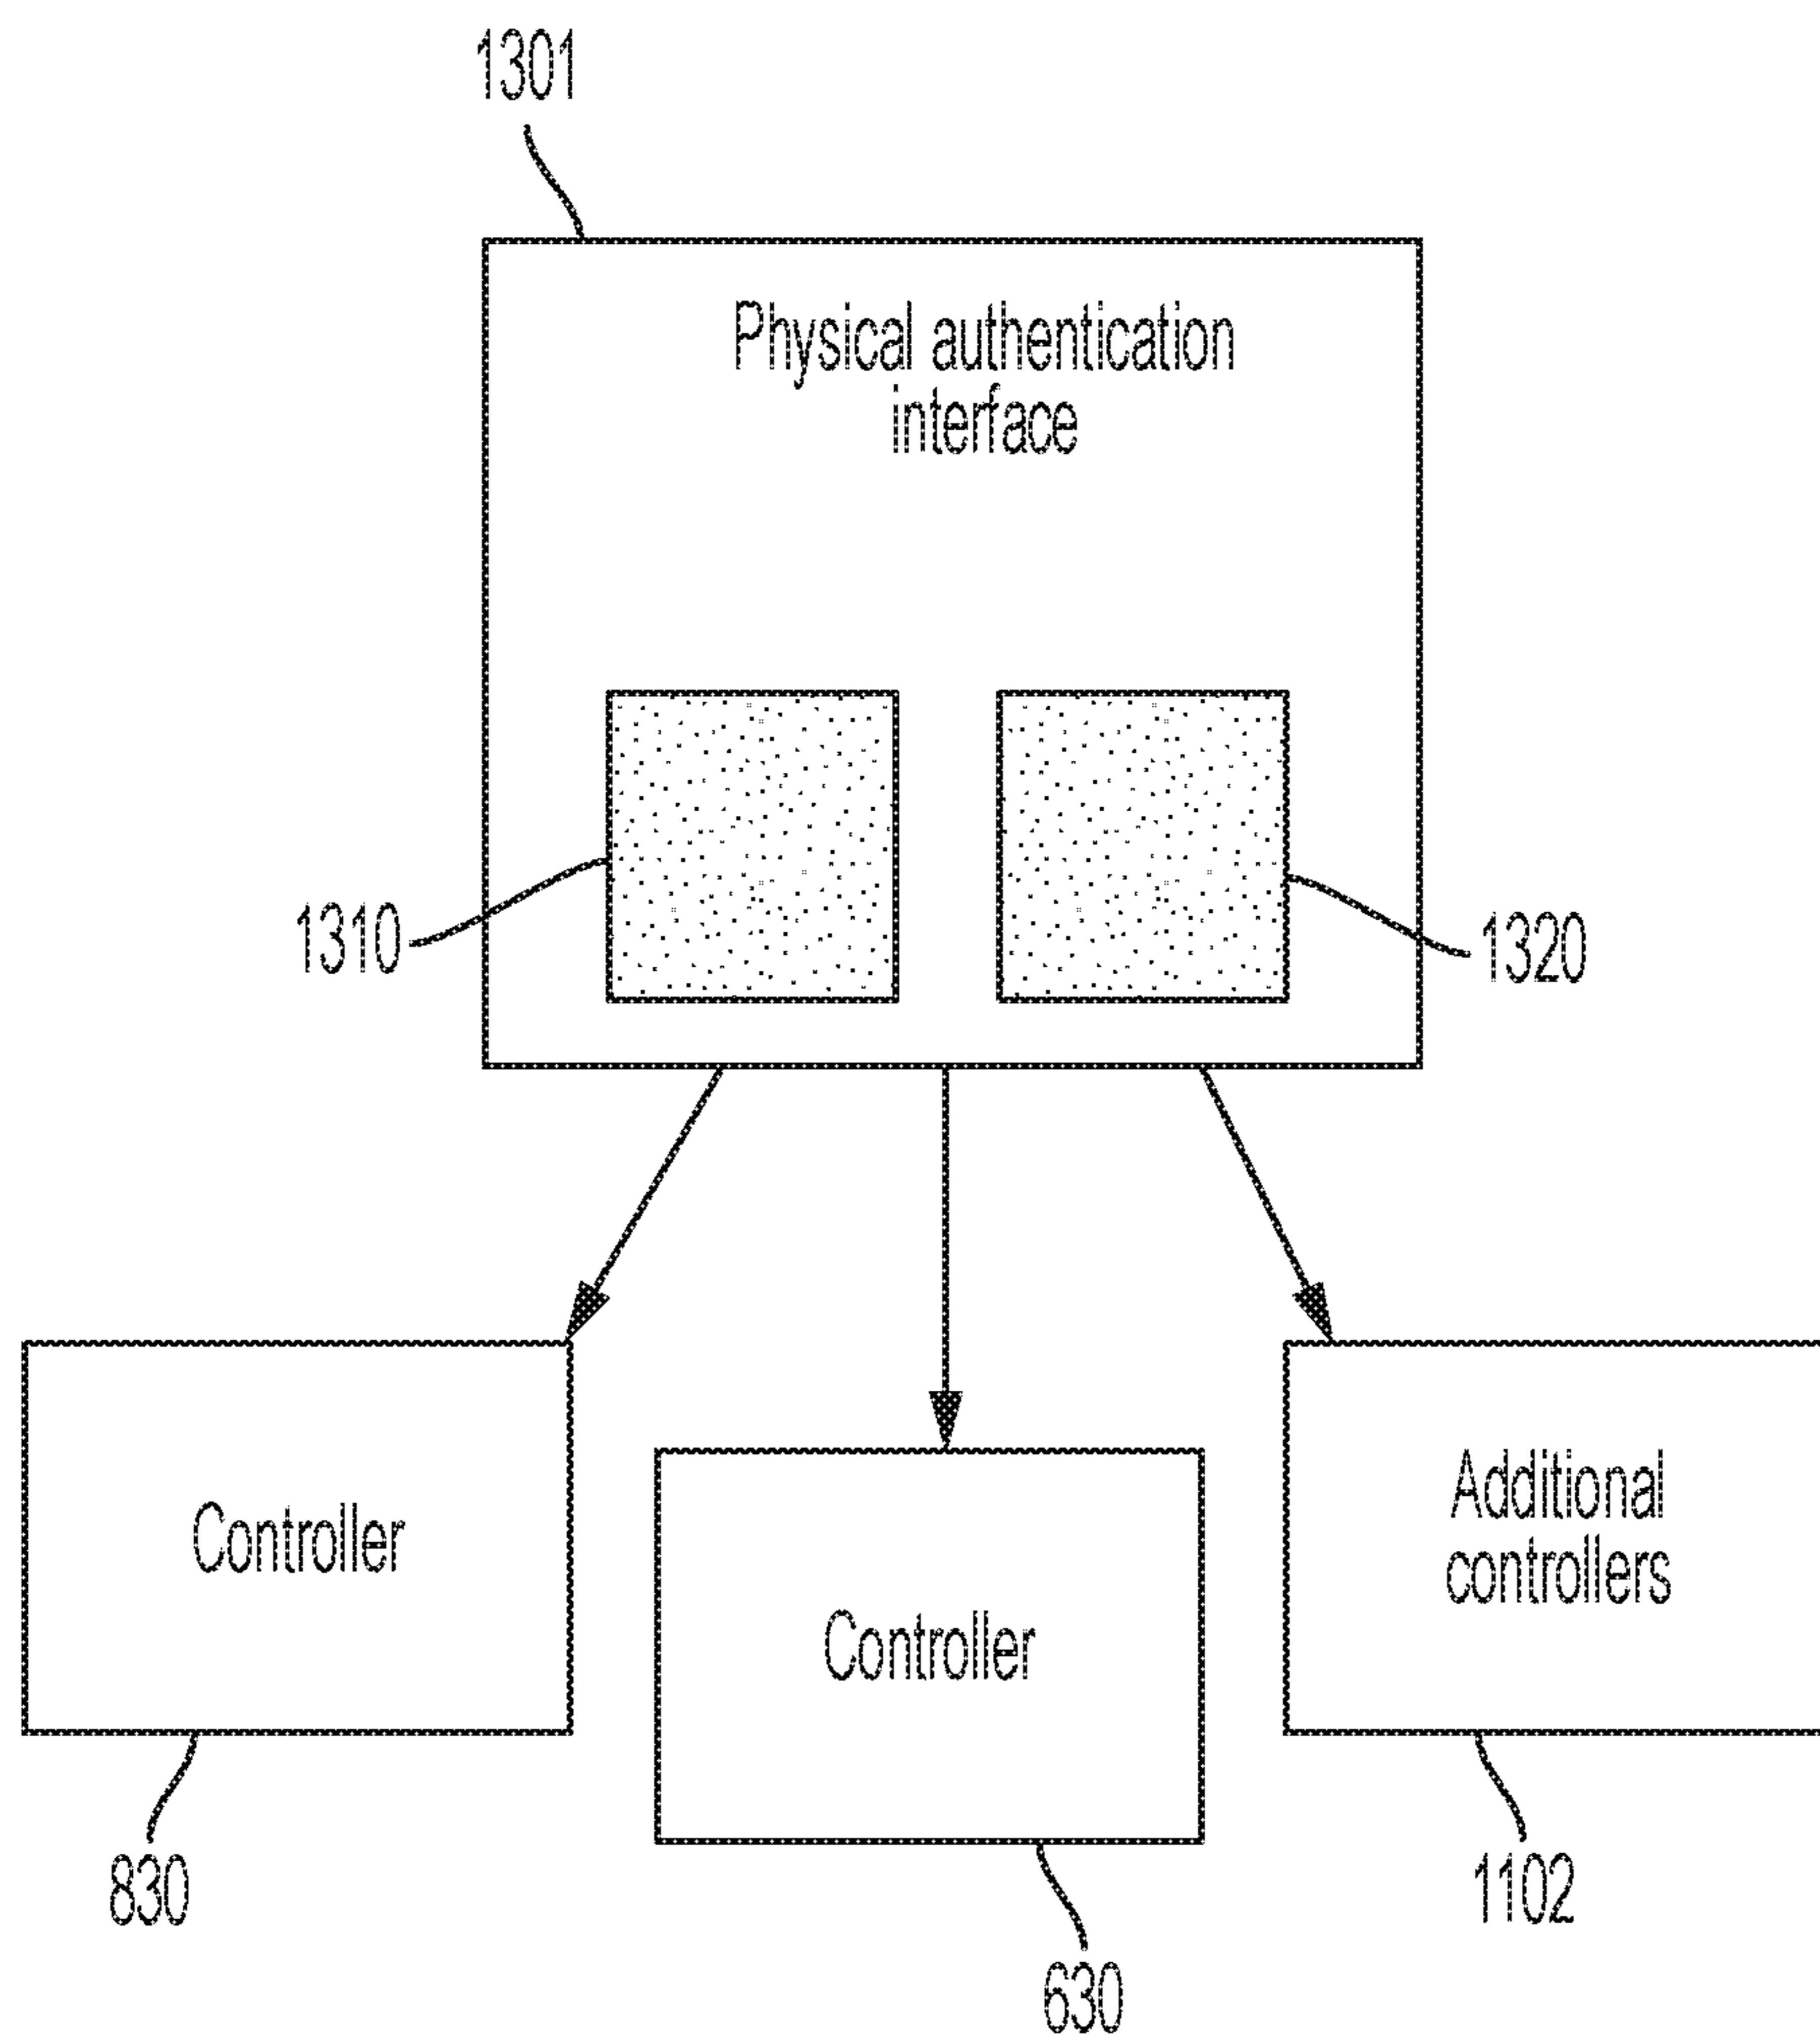 1301
Physical authentication
interface
1310
1320
Controller
Controller
Additional
controllers
830
630
1102